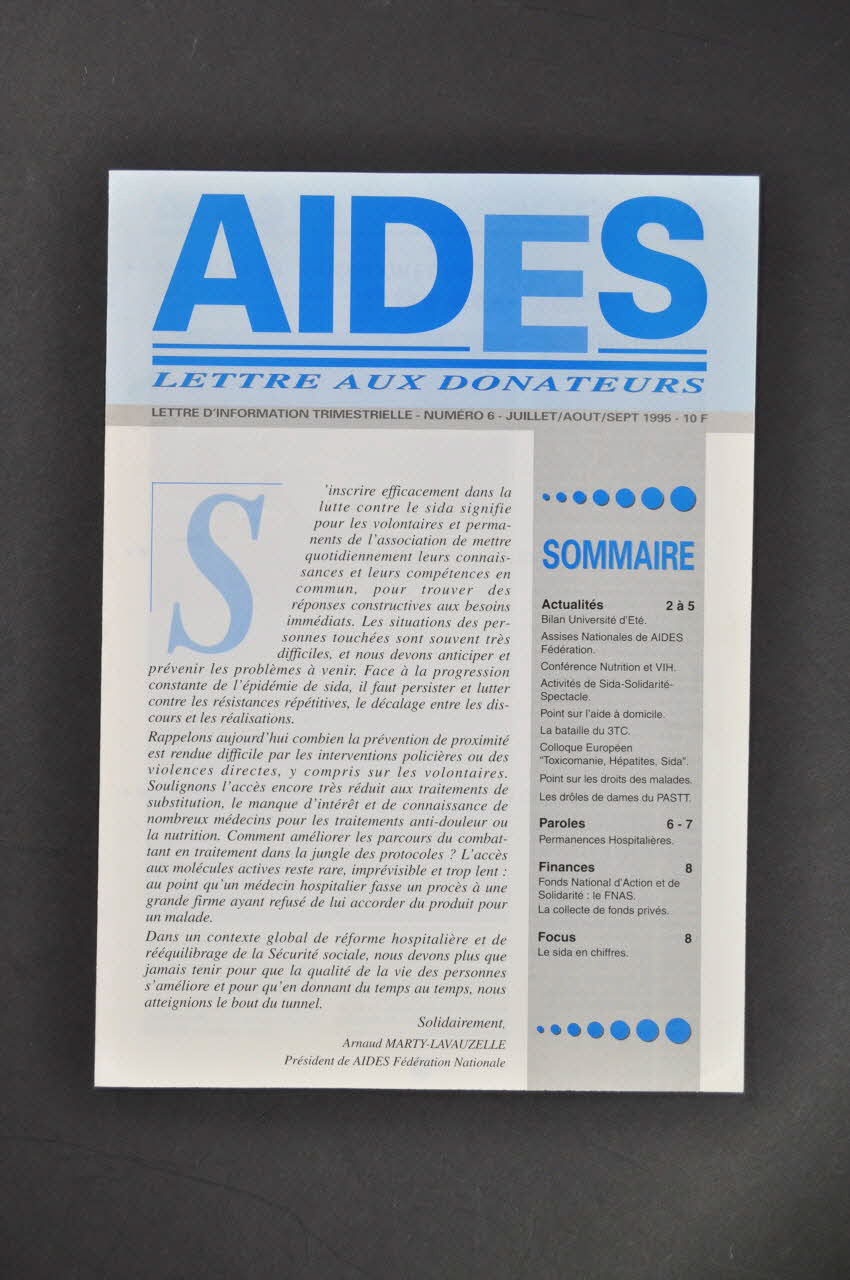 AIDES
LETTRE AUX DONATEURS
LETTRE D'INFORMATION TRIMESTRIELLE - NUMÉRO 6 - JUILLET/AOUT/SEPT 1995 - 10 F
S'inscrire efficacement dans la
lutte contre le sida signifie
pour les volontaires et perma-
nents de l'association de mettre
quotidiennement leurs connais-
sances et leurs compétences en
commun, pour trouver des
réponses constructives aux besoins
immédiats. Les situations des per-
sonnes touchées sont souvent très
difficiles, et nous devons anticiper et
prévenir les problèmes à venir. Face à la progression
constante de l'épidémie de sida, il faut persister et lutter
contre les résistances répétitives, le décalage entre les dis-
cours et les réalisations.
Rappelons aujourd'hui combien la prévention de proximité
est rendue difficile par les interventions policières ou des
violences directes, y compris sur les volontaires.
Soulignons l'accès encore très réduit aux traitements de
substitution, le manque d'intérêt et de connaissance de
nombreux médecins pour les traitements anti-douleur ou
la nutrition. Comment améliorer les parcours du combat-
tant en traitement dans la jungle des protocoles ? L'accès
aux molécules actives reste rare, imprévisible et trop lent :
au point qu'un médecin hospitalier fasse un procès à une
grande firme ayant refusé de lui accorder du produit pour
un malade.
Dans un contexte global de réforme hospitalière et de
rééquilibrage de la Sécurité sociale, nous devons plus que
jamais tenir pour que la qualité de la vie des personnes
s'améliore et pour qu'en donnant du temps au temps, nous
atteignions le bout du tunnel.
Solidairement,
Arnaud MARTY-LAVAUZELLE
Président de AIDES Fédération Nationale
SOMMAIRE
Actualités 2 à 5
Bilan Université d'Eté.
Assises Nationales de AIDES
Fédération.
Conférence Nutrition et VIH.
Activités de Sida-Solidarité-
Spectacle.
Point sur l'aide à domicile.
La bataille du 3TC.
Colloque Européen
"Toxicomanie, Hépatites, Sida".
Point sur les droits des malades.
Les drôles de dames du PASTT.
Paroles 6 - 7
Permanences Hospitalières.
Finances 8
Fonds National d'Action et de
Solidarité : le FNAS.
La collecte de fonds privés.
Focus 8
Le sida en chiffres.